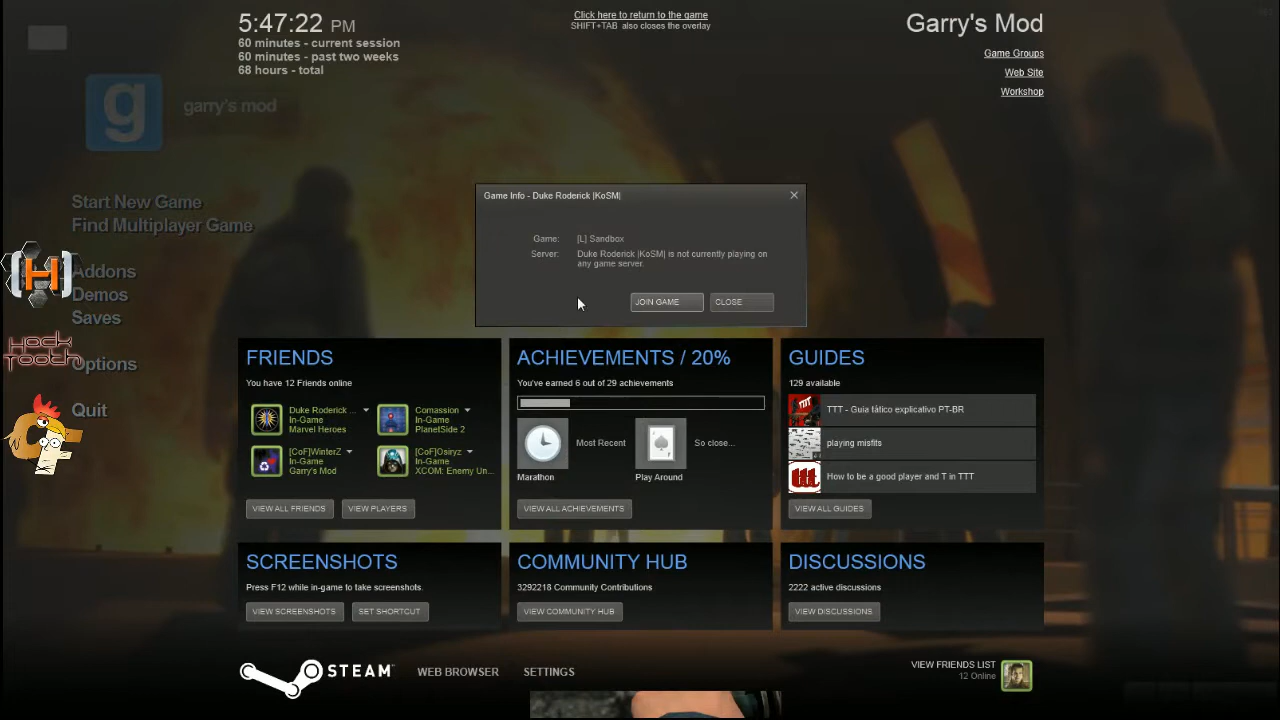 5:47:22 PM
60 minutes - current session
60 minutes - past two weeks
68 hours - total
Click here to return to the game
SHIFT+TAB also closes the overlay
Garry's Mod
Game Groups
Web Site
Workshop
g
garry's mod
Start New Game
Find Multiplayer Game
Addons
Demos
Saves
Options
Quit
H
Hock
Tooth
Game Info - Duke Roderick |KoSM|
Game: [L] Sandbox
Server: Duke Roderick |KoSM| is not currently playing on
any game server.
JOIN GAME
CLOSE
FRIENDS
You have 12 Friends online
Duke Roderick ...
In-Game
Marvel Heroes
Comassion
In-Game
PlanetSide 2
[CoF]WinterZ
In-Game
Garry's Mod
[CoF]Osiryz
In-Game
XCOM: Enemy Un...
VIEW ALL FRIENDS
VIEW PLAYERS
ACHIEVEMENTS / 20%
You've earned 6 out of 29 achievements
Most Recent
So close...
Marathon
Play Around
VIEW ALL ACHIEVEMENTS
GUIDES
129 available
TTT - Guia tático explicativo PT-BR
playing misfits
How to be a good player and T in TTT
VIEW ALL GUIDES
SCREENSHOTS
Press F12 while in-game to take screenshots.
VIEW SCREENSHOTS
SET SHORTCUT
COMMUNITY HUB
3292218 Community Contributions
VIEW COMMUNITY HUB
DISCUSSIONS
2222 active discussions
VIEW DISCUSSIONS
STEAM™
WEB BROWSER
SETTINGS
VIEW FRIENDS LIST
12 Online